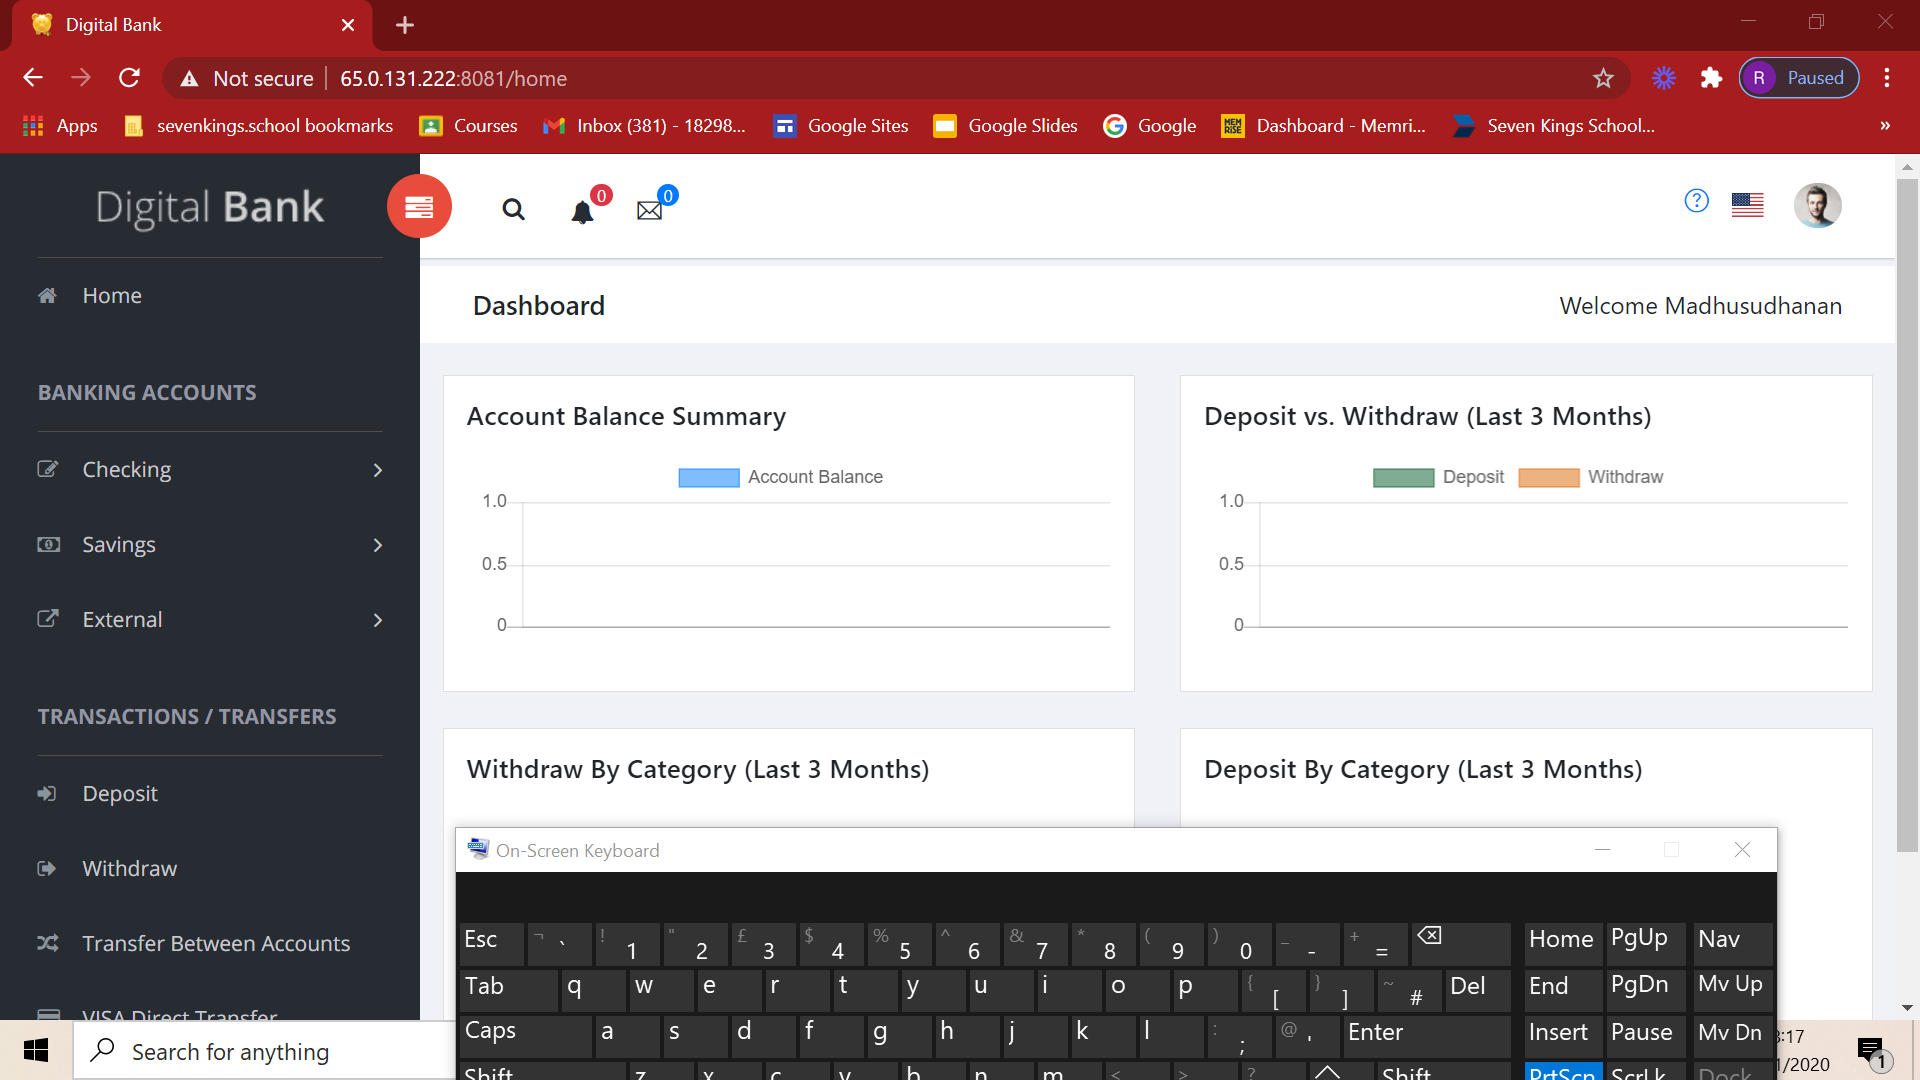 Digital Bank
Not secure
65.0.131.222:8081/home
R Paused
Apps
sevenkings.school bookmarks
Courses
Inbox (381) - 18298...
Google Sites
Google Slides
Google
Dashboard - Memri...
Seven Kings School...
Digital Bank
0
0
Home
Dashboard
Welcome Madhusudhanan
BANKING ACCOUNTS
Checking
Savings
External
TRANSACTIONS / TRANSFERS
Deposit
Withdraw
Transfer Between Accounts
VISA Direct Transfer
Account Balance Summary
Account Balance
1.0
0.5
0
Deposit vs. Withdraw (Last 3 Months)
Deposit Withdraw
1.0
0.5
0
Withdraw By Category (Last 3 Months)
Deposit By Category (Last 3 Months)
On-Screen Keyboard
Esc ¬ ` ! 1 " 2 £ 3 $ 4 % 5 ^ 6 & 7 * 8 ( 9 ) 0 _ - + = Home PgUp Nav
Tab q w e r t y u i o p { [ } ] ~ # Del End PgDn Mv Up
Caps a s d f g h j k l : ; @ ' Enter Insert Pause Mv Dn
Shift z x c v b n m < > ? Shift PrtScn ScrLk Dock
Search for anything
:17
1/2020
1